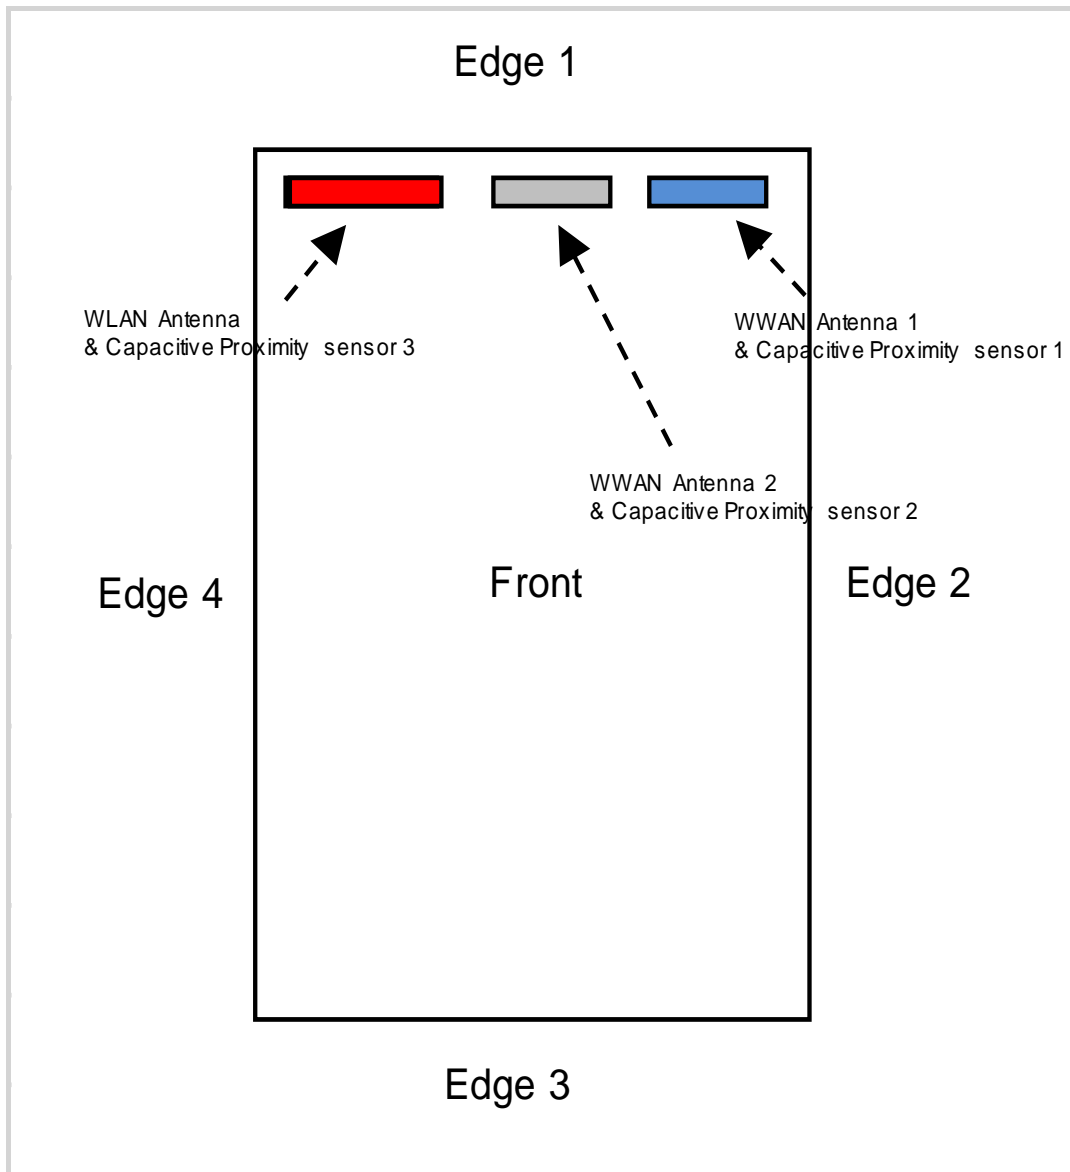 Edge 1
WLAN Antenna
& Capacitive Proximity sensor 3
WWAN Antenna 1
& Capacitive Proximity sensor 1
WWAN Antenna 2
& Capacitive Proximity sensor 2
Edge 4
Front
Edge 2
Edge 3